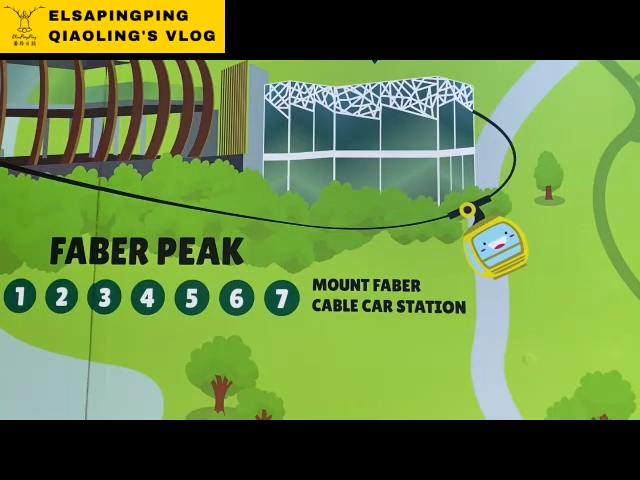 ELSAPINGPING
QIAOLING'S VLOG
FABER PEAK
1 2 3 4 5 6 7
MOUNT FABER
CABLE CAR STATION